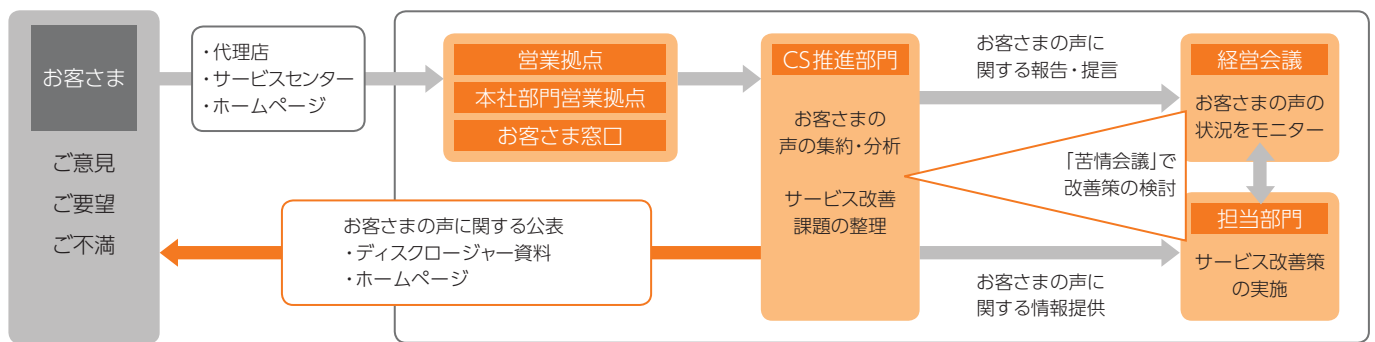 お客さま
ご意見
ご要望
ご不満
・代理店
・サービスセンター
・ホームページ
営業拠点
本社部門営業拠点
お客さま窓口
CS推進部門
お客さまの
声の集約・分析
サービス改善
課題の整理
お客さまの声に
関する報告・提言
経営会議
お客さまの声の
状況をモニター
「苦情会議」で
改善策の検討
担当部門
サービス改善策
の実施
お客さまの声に
関する情報提供
お客さまの声に関する公表
・ディスクロージャー資料
・ホームページ